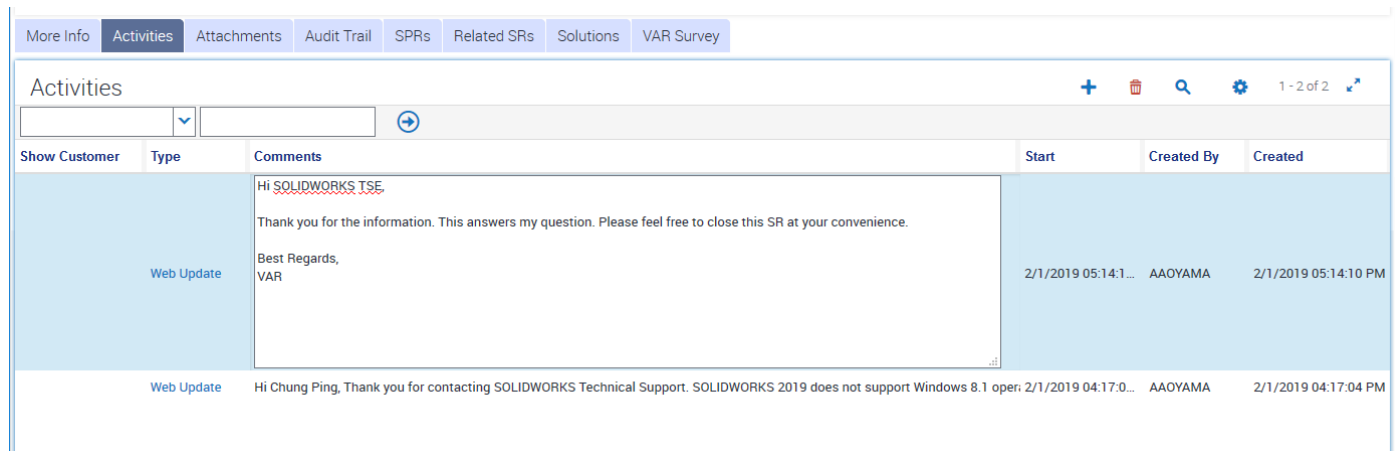 More Info Activities Attachments Audit Trail SPRs Related SRs Solutions VAR Survey
Activities 1 - 2 of 2
Show Customer Type Comments Start Created By Created
Hi SOLIDWORKS TSE,
Thank you for the information. This answers my question. Please feel free to close this SR at your convenience.
Best Regards,
Web Update VAR 2/1/2019 05:14:1... AAOYAMA 2/1/2019 05:14:10 PM
Web Update Hi Chung Ping, Thank you for contacting SOLIDWORKS Technical Support. SOLIDWORKS 2019 does not support Windows 8.1 oper 2/1/2019 04:17:0... AAOYAMA 2/1/2019 04:17:04 PM